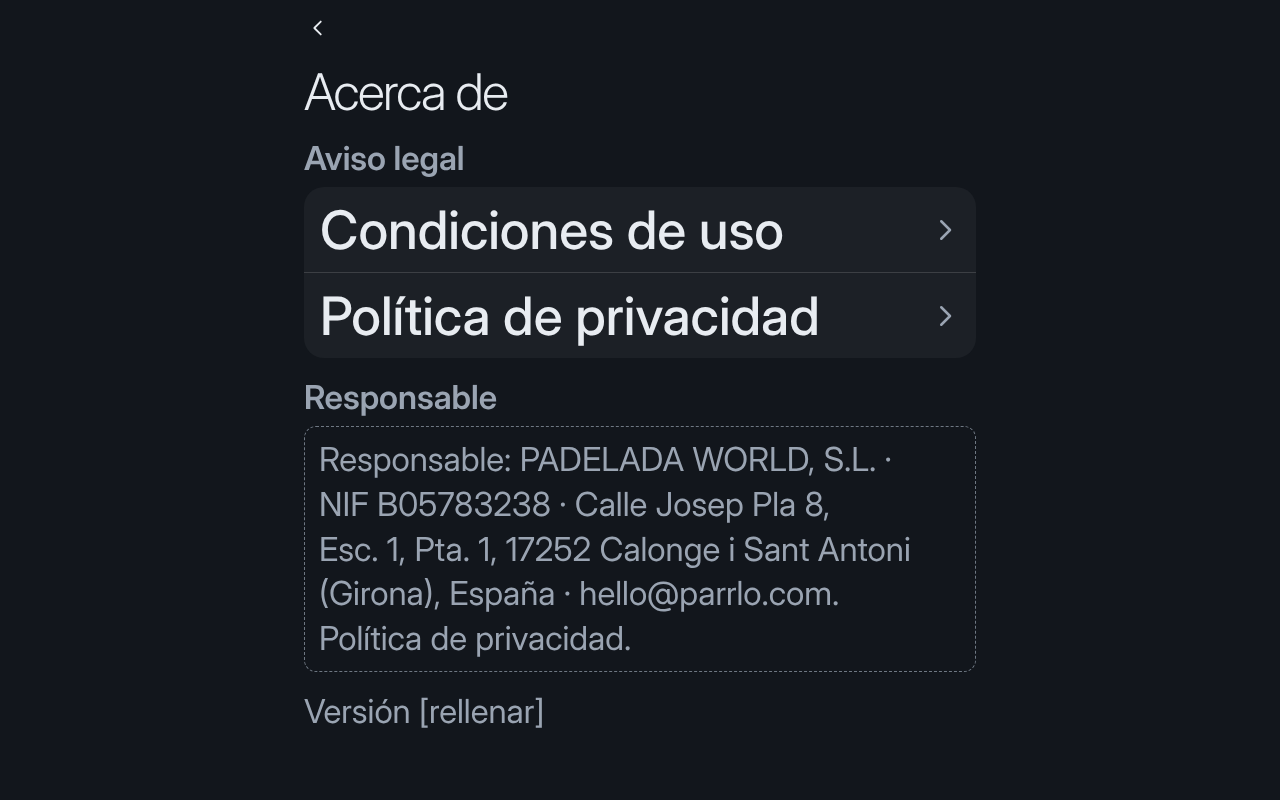 Acerca de
Aviso legal
Condiciones de uso
Política de privacidad
Responsable
Responsable: PADELADA WORLD, S.L. ·
NIF B05783238 · Calle Josep Pla 8,
Esc. 1, Pta. 1, 17252 Calonge i Sant Antoni
(Girona), España · hello@parrlo.com.
Política de privacidad.
Versión [rellenar]